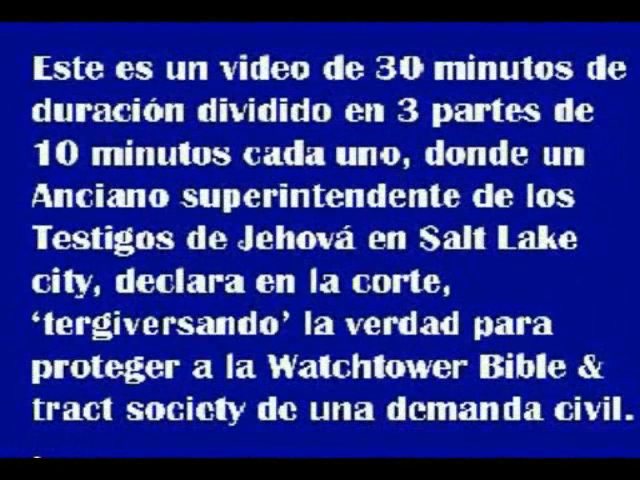 Este es un video de 30 minutos de
duración dividido en 3 partes de
10 minutos cada uno, donde un
Anciano superintendente de los
Testigos de Jehová en Salt Lake
city, declara en la corte,
‘tergiversando’ la verdad para
proteger a la Watchtower Bible &
tract society de una demanda civil.